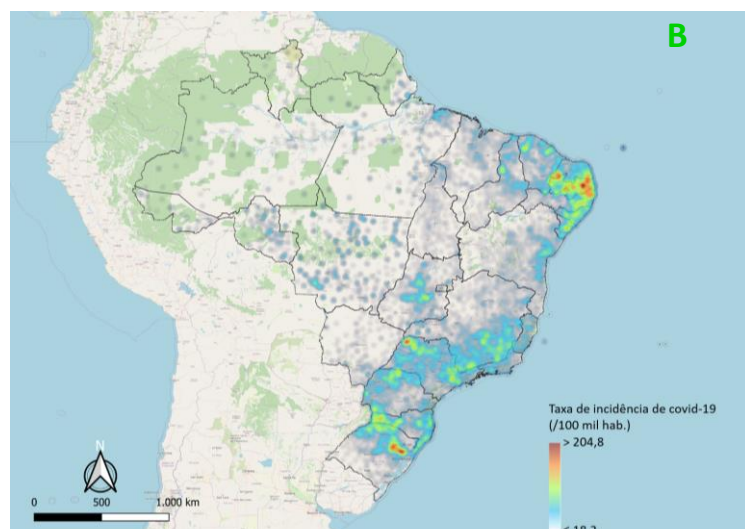 B
Taxa de incidência de covid-19
(/100 mil hab.)
> 204,8
N
0 500 1.000 km